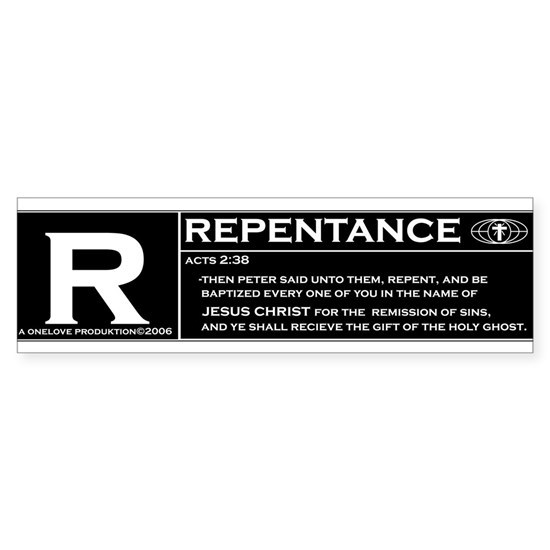 R
A ONELOVE PRODUKTION©2006
REPENTANCE
ACTS 2:38
-THEN PETER SAID UNTO THEM, REPENT, AND BE
BAPTIZED EVERY ONE OF YOU IN THE NAME OF
JESUS CHRIST FOR THE REMISSION OF SINS,
AND YE SHALL RECIEVE THE GIFT OF THE HOLY GHOST.